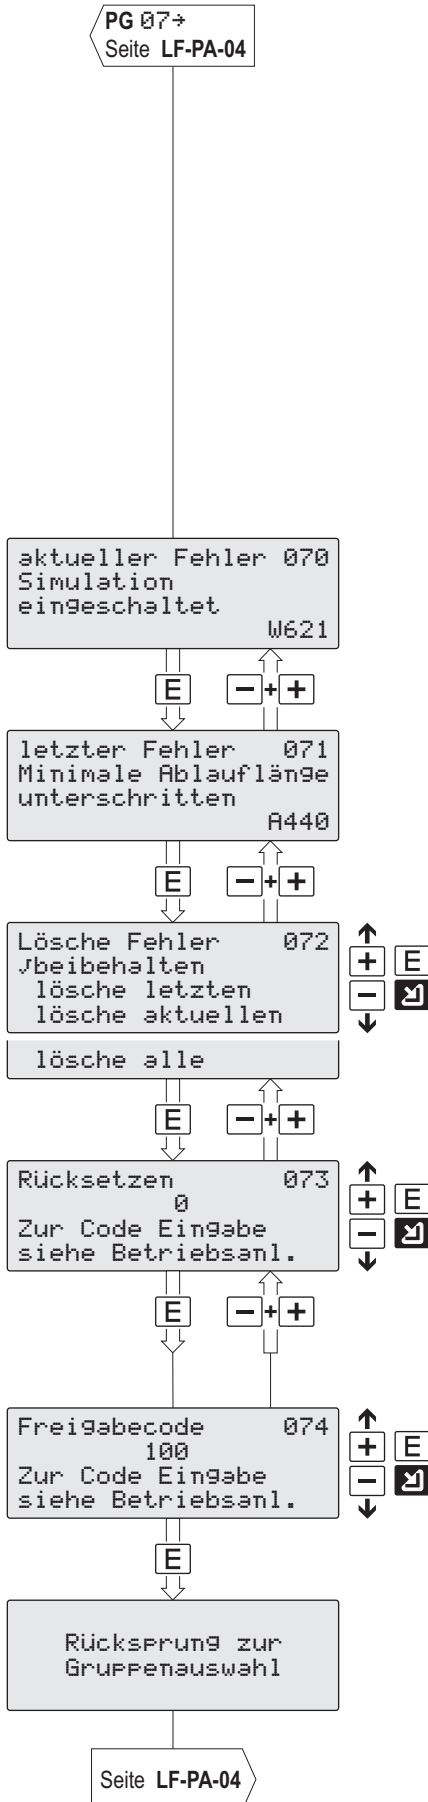 PG 07→
Seite LF-PA-04
aktueller Fehler 070
Simulation
eingeschaltet
W621
E
−++
letzter Fehler 071
Minimale Ablauflänge
unterschritten
A440
E
−++
Lösche Fehler 072
√beibehalten
lösche letzten
lösche aktuellen
↑
+ E
−
↓
lösche alle
E
−++
Rücksetzen 073
0
Zur Code Eingabe
siehe Betriebsanl.
↑
+ E
−
↓
E
−++
Freigabecode 074
100
Zur Code Eingabe
siehe Betriebsanl.
↑
+ E
−
↓
E
Rücksprung zur
Gruppenauswahl
Seite LF-PA-04